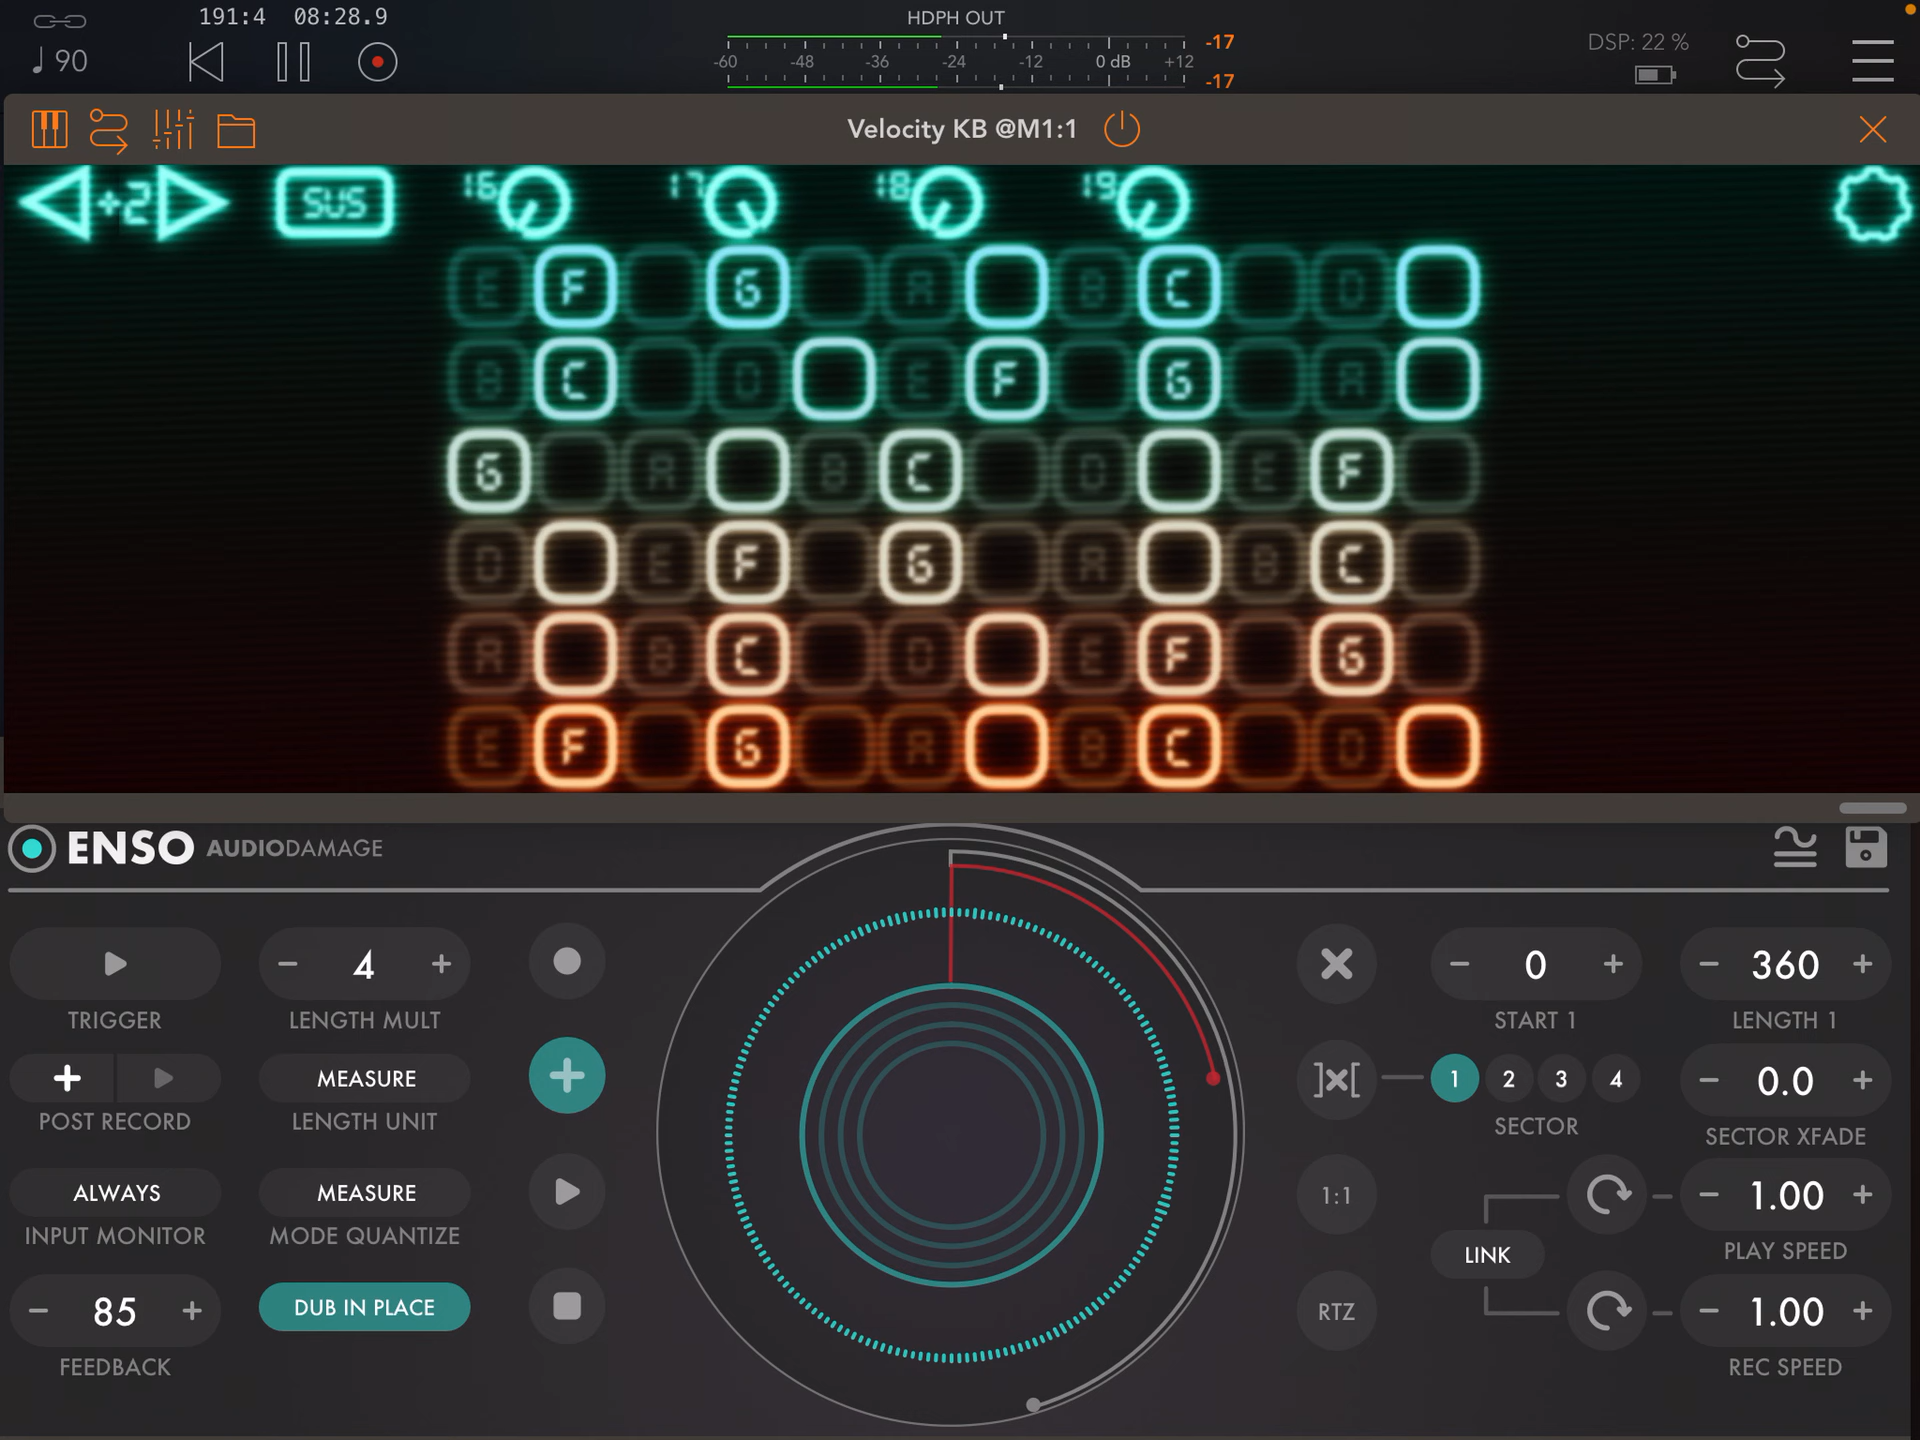 191:4 08:28.9
90
HDPH OUT
-60 -48 -36 -24 -12 0 dB +12
-17
-17
DSP: 22 %
Velocity KB @M1:1
+2
SUS
16
17
18
19
E F G A B C D
B C D E F G A
G A B C D E F
D E F G A B C
A B C D E F G
E F G A B C D
ENSO AUDIODAMAGE
TRIGGER
4
LENGTH MULT
POST RECORD
MEASURE
LENGTH UNIT
ALWAYS
INPUT MONITOR
MEASURE
MODE QUANTIZE
85
FEEDBACK
DUB IN PLACE
0
START 1
360
LENGTH 1
1 2 3 4
SECTOR
0.0
SECTOR XFADE
1:1
RTZ
LINK
1.00
PLAY SPEED
1.00
REC SPEED